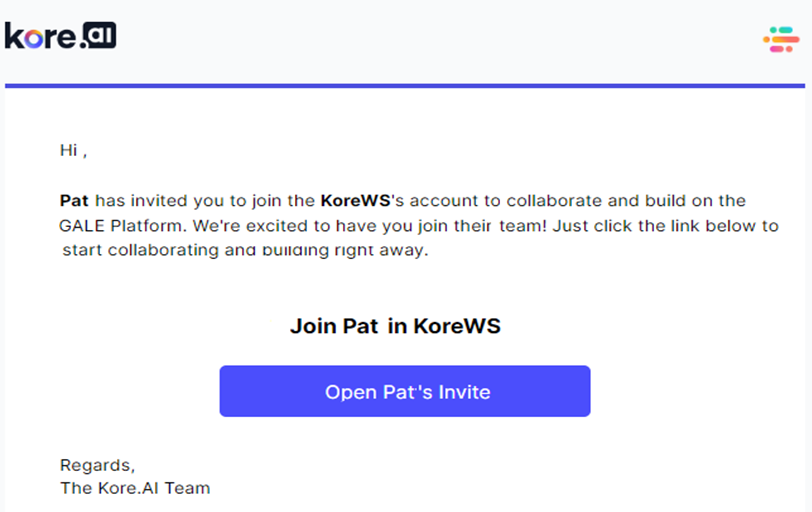 kore.ai
Hi ,
Pat has invited you to join the KoreWS's account to collaborate and build on the
GALE Platform. We're excited to have you join their team! Just click the link below to
start collaborating and building right away.
Join Pat in KoreWS
Open Pat's Invite
Regards,
The Kore.AI Team